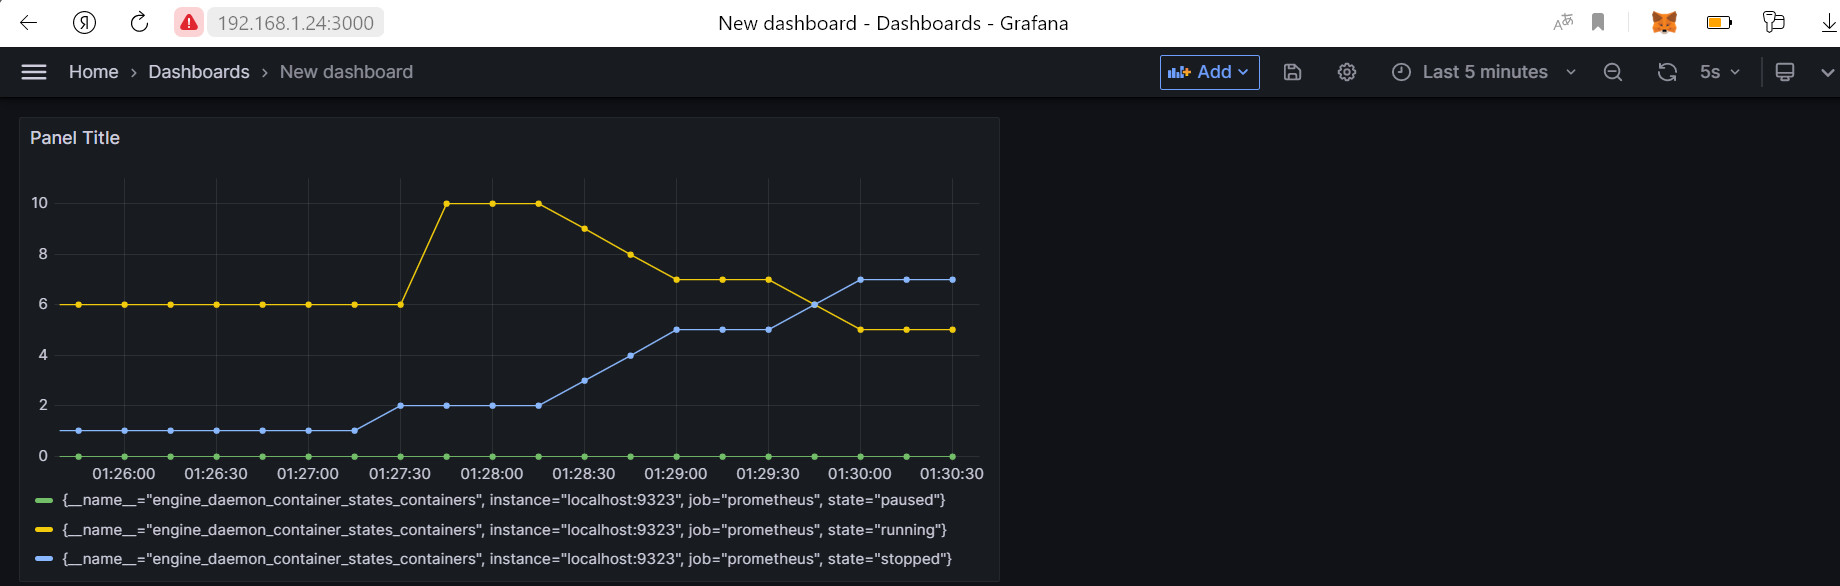 Я 192.168.1.24:3000 New dashboard - Dashboards - Grafana
Home › Dashboards › New dashboard Add Last 5 minutes 5s
Panel Title
10
8
6
4
2
0
01:26:00 01:26:30 01:27:00 01:27:30 01:28:00 01:28:30 01:29:00 01:29:30 01:30:00 01:30:30
{__name__="engine_daemon_container_states_containers", instance="localhost:9323", job="prometheus", state="paused"}
{__name__="engine_daemon_container_states_containers", instance="localhost:9323", job="prometheus", state="running"}
{__name__="engine_daemon_container_states_containers", instance="localhost:9323", job="prometheus", state="stopped"}